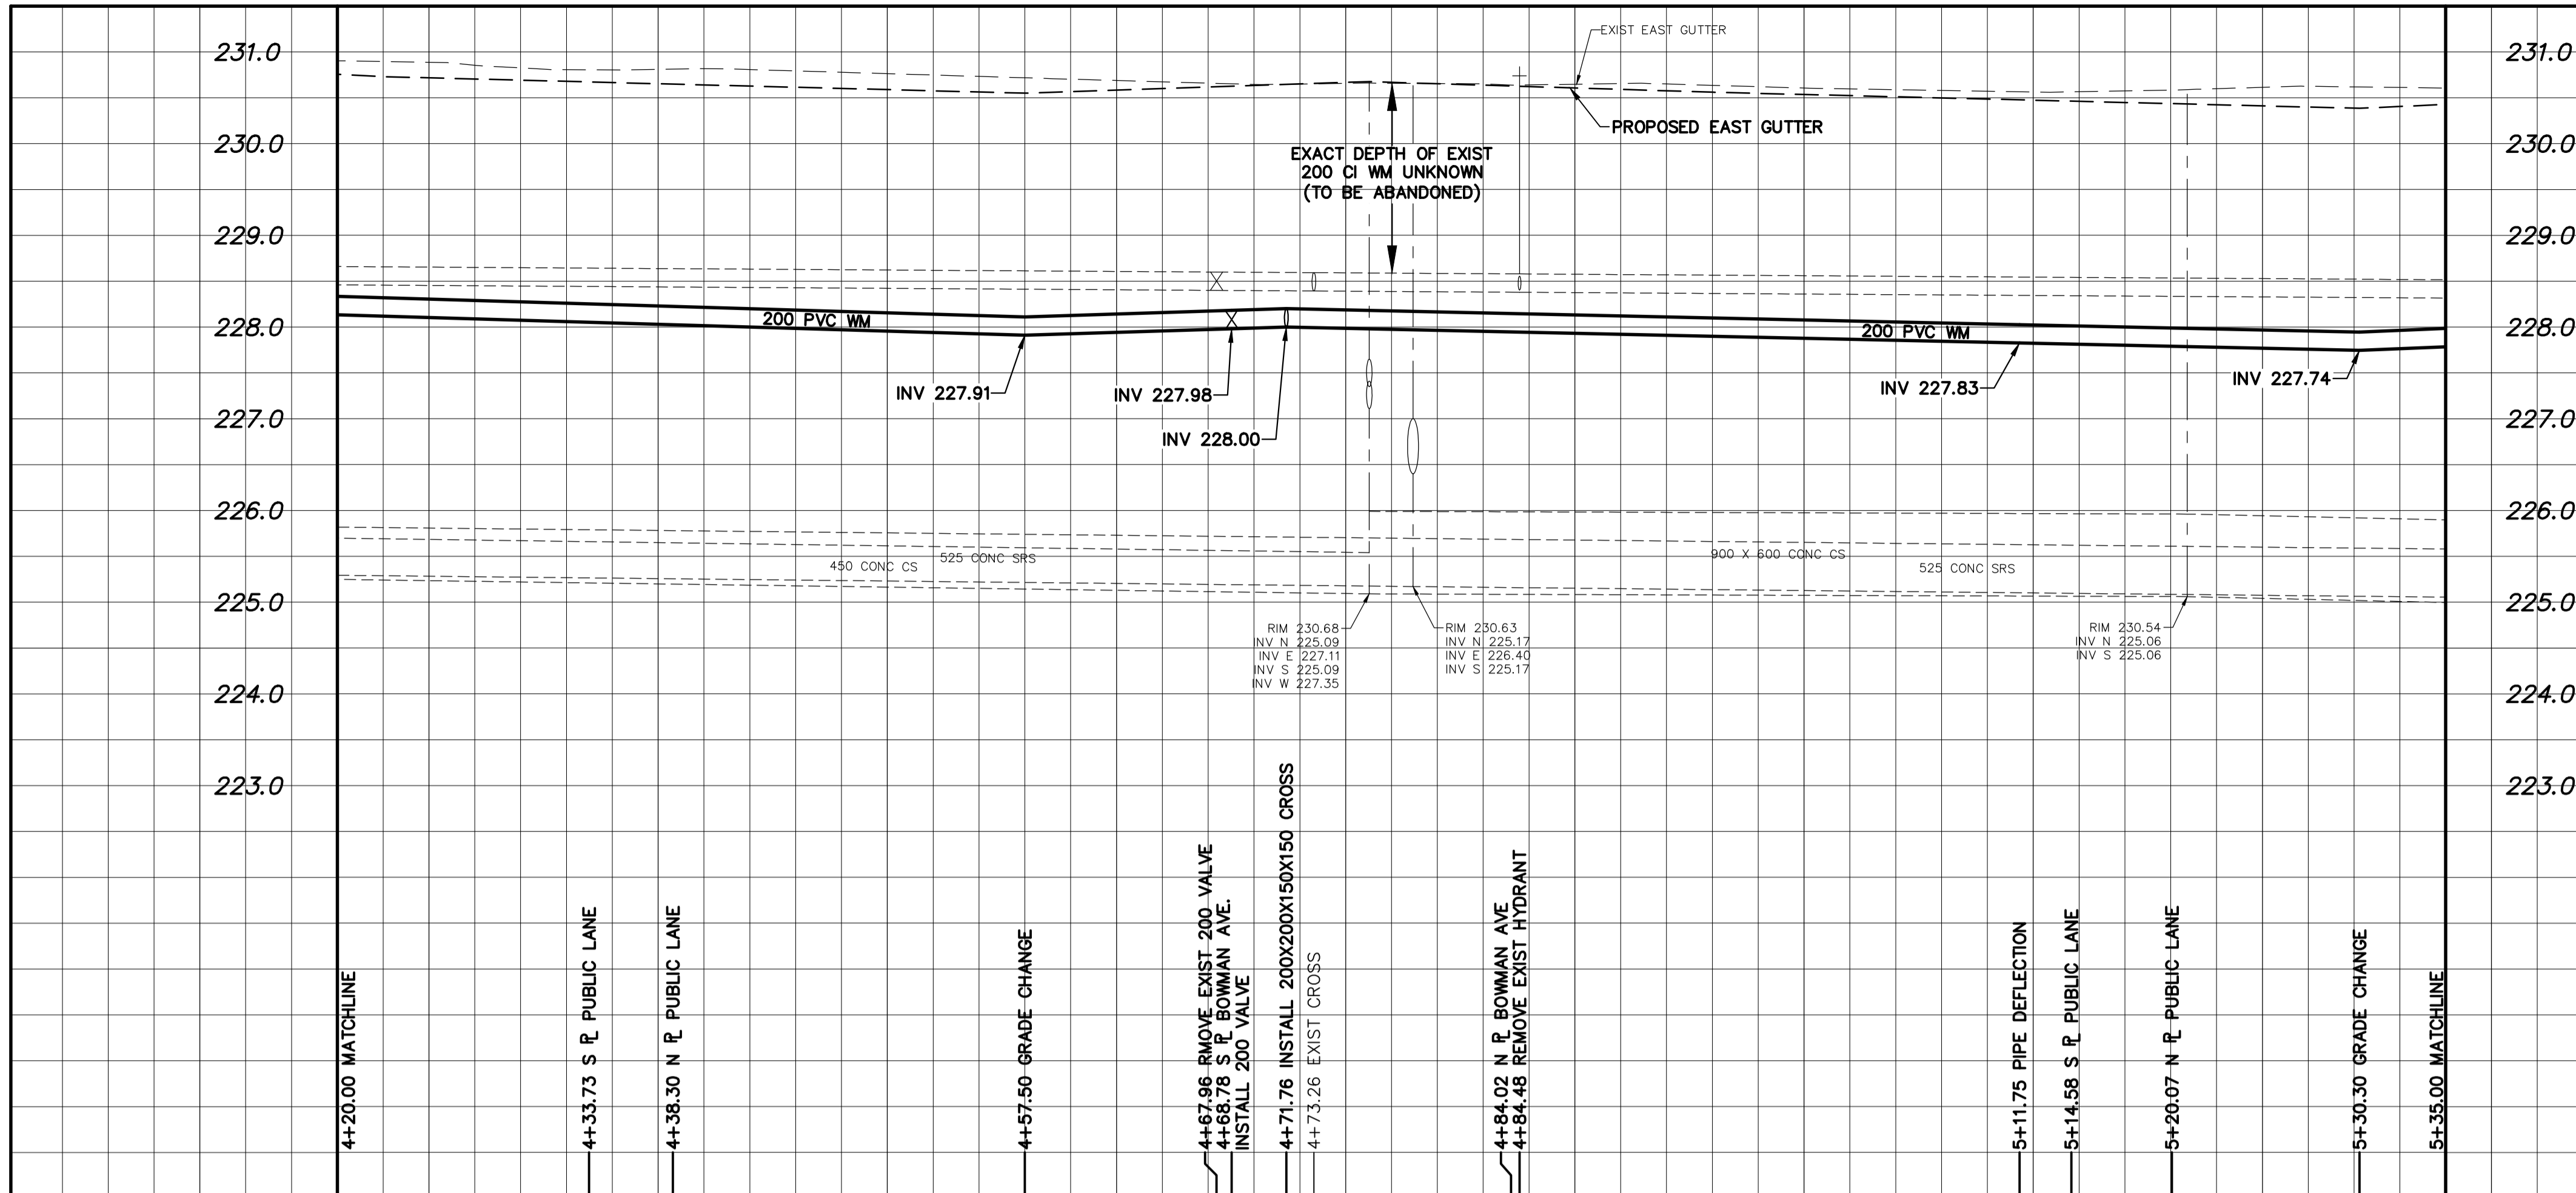 231.0
231.0
EXIST EAST GUTTER
PROPOSED EAST GUTTER
230.0
230.0
EXACT DEPTH OF EXIST
200 CI WM UNKNOWN
(TO BE ABANDONED)
229.0
229.0
228.0
200 PVC WM
200 PVC WM
228.0
INV 227.91
INV 227.98
INV 228.00
INV 227.83
INV 227.74
227.0
227.0
226.0
226.0
450 CONC CS
525 CONC SRS
900 X 600 CONC CS
525 CONC SRS
225.0
225.0
RIM 230.68
INV N 225.09
INV E 227.11
INV S 225.09
INV W 227.35
RIM 230.63
INV N 225.17
INV E 226.40
INV S 225.17
RIM 230.54
INV N 225.06
INV S 225.06
224.0
224.0
223.0
223.0
4+20.00 MATCHLINE
4+33.73 S PL PUBLIC LANE
4+38.30 N PL PUBLIC LANE
4+57.50 GRADE CHANGE
4+67.96 RMOVE EXIST 200 VALVE
4+68.78 S PL BOWMAN AVE.
INSTALL 200 VALVE
4+71.76 INSTALL 200X200X150X150 CROSS
4+73.26 EXIST CROSS
4+84.02 N PL BOWMAN AVE
4+84.48 REMOVE EXIST HYDRANT
5+11.75 PIPE DEFLECTION
5+14.58 S PL PUBLIC LANE
5+20.07 N PL PUBLIC LANE
5+30.30 GRADE CHANGE
5+35.00 MATCHLINE